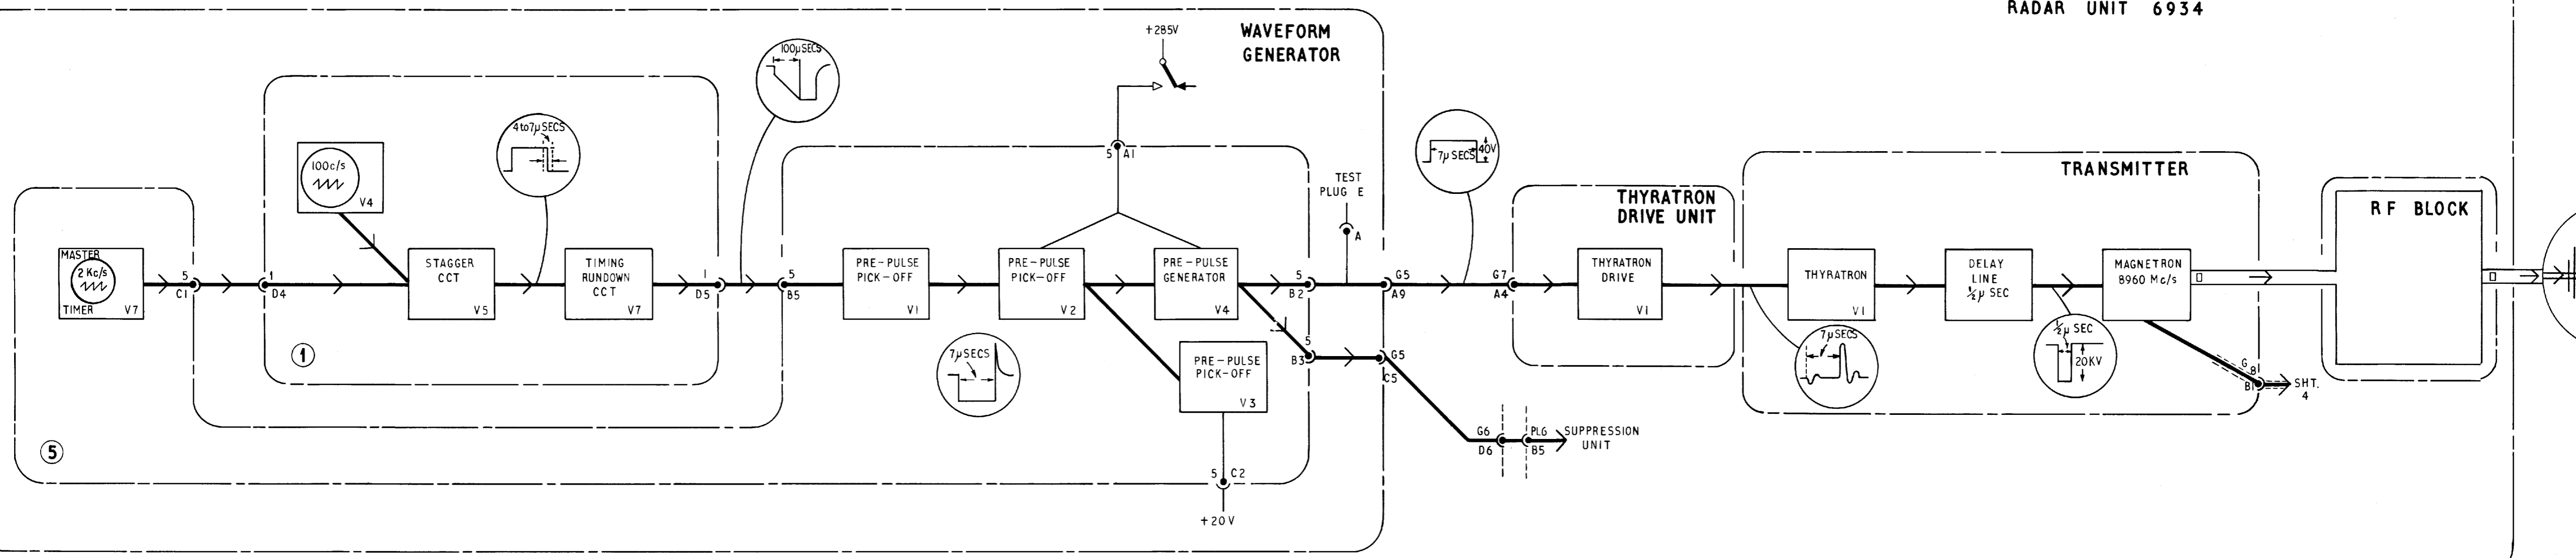 RADAR UNIT 6934
WAVEFORM
GENERATOR
+285V
5 A1
100µSECS
4to7µSECS
100c/s
V4
MASTER
2 Kc/s
TIMER V7
5
C1
1
D4
STAGGER
CCT
V5
TIMING
RUNDOWN
CCT
V7
1
D5
5
B5
①
⑤
PRE-PULSE
PICK-OFF
V1
PRE-PULSE
PICK-OFF
V2
PRE-PULSE
GENERATOR
V4
7µSECS
PRE-PULSE
PICK-OFF
V3
5 C2
+20V
5
B2
5
B3
TEST
PLUG E
A
G5
A9
G5
C5
7µSECS
40V
G7
A4
G6
D6
PLG
B5
SUPPRESSION
UNIT
THYRATRON
DRIVE UNIT
THYRATRON
DRIVE
V1
TRANSMITTER
THYRATRON
V1
7µSECS
DELAY
LINE
½µ SEC
½µ SEC
20KV
MAGNETRON
8960 Mc/s
G
8
B1
SHT.
4
RF BLOCK